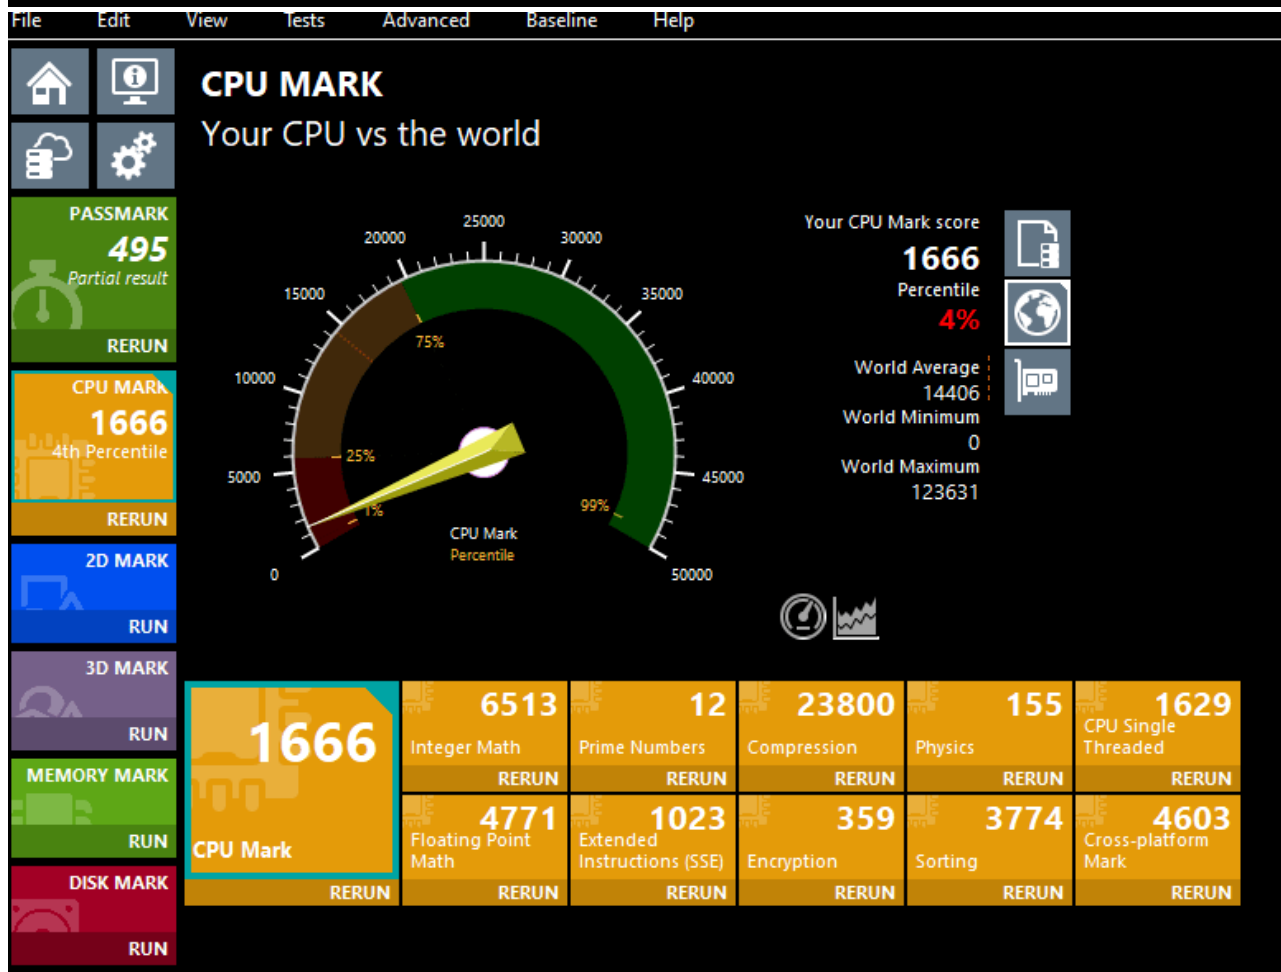 File Edit View Tests Advanced Baseline Help
CPU MARK
Your CPU vs the world
PASSMARK
495
Partial result
RERUN
CPU MARK
1666
4th Percentile
RERUN
2D MARK
RUN
3D MARK
RUN
MEMORY MARK
RUN
DISK MARK
RUN
0
5000
10000
15000
20000
25000
30000
35000
40000
45000
50000
1%
25%
75%
99%
CPU Mark
Percentile
Your CPU Mark score
1666
Percentile
4%
World Average
14406
World Minimum
0
World Maximum
123631
1666
CPU Mark
RERUN
6513
Integer Math
RERUN
12
Prime Numbers
RERUN
23800
Compression
RERUN
155
Physics
RERUN
1629
CPU Single
Threaded
RERUN
4771
Floating Point
Math
RERUN
1023
Extended
Instructions (SSE)
RERUN
359
Encryption
RERUN
3774
Sorting
RERUN
4603
Cross-platform
Mark
RERUN